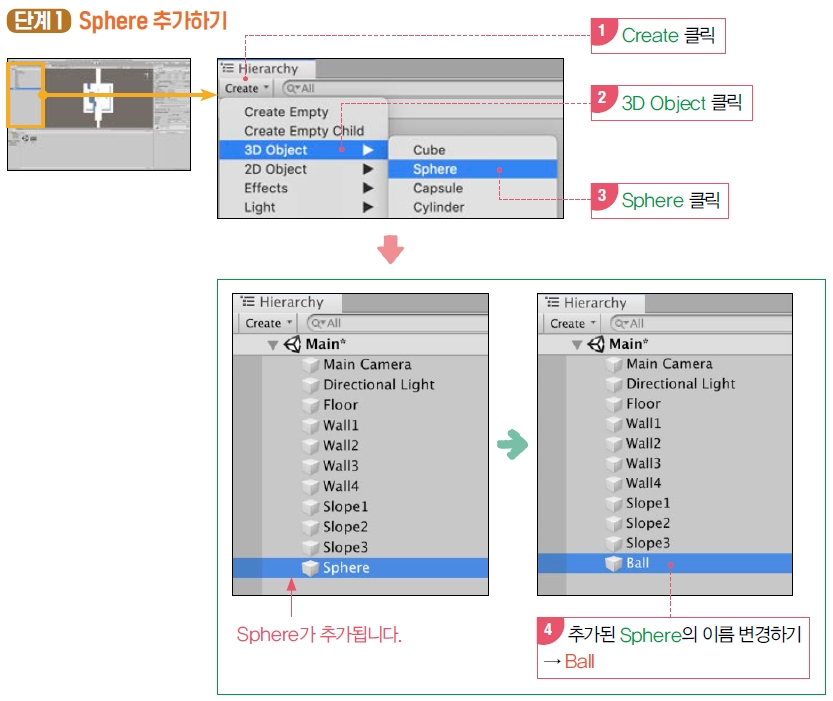 단계1 Sphere 추가하기
1 Create 클릭
Hierarchy
Create All
Create Empty
Create Empty Child
3D Object
2D Object
Effects
Light
Cube
Sphere
Capsule
Cylinder
2 3D Object 클릭
3 Sphere 클릭
Hierarchy
Create All
Main*
Main Camera
Directional Light
Floor
Wall1
Wall2
Wall3
Wall4
Slope1
Slope2
Slope3
Sphere
Sphere가 추가됩니다.
Hierarchy
Create All
Main*
Main Camera
Directional Light
Floor
Wall1
Wall2
Wall3
Wall4
Slope1
Slope2
Slope3
Ball
4 추가된 Sphere의 이름 변경하기
→ Ball